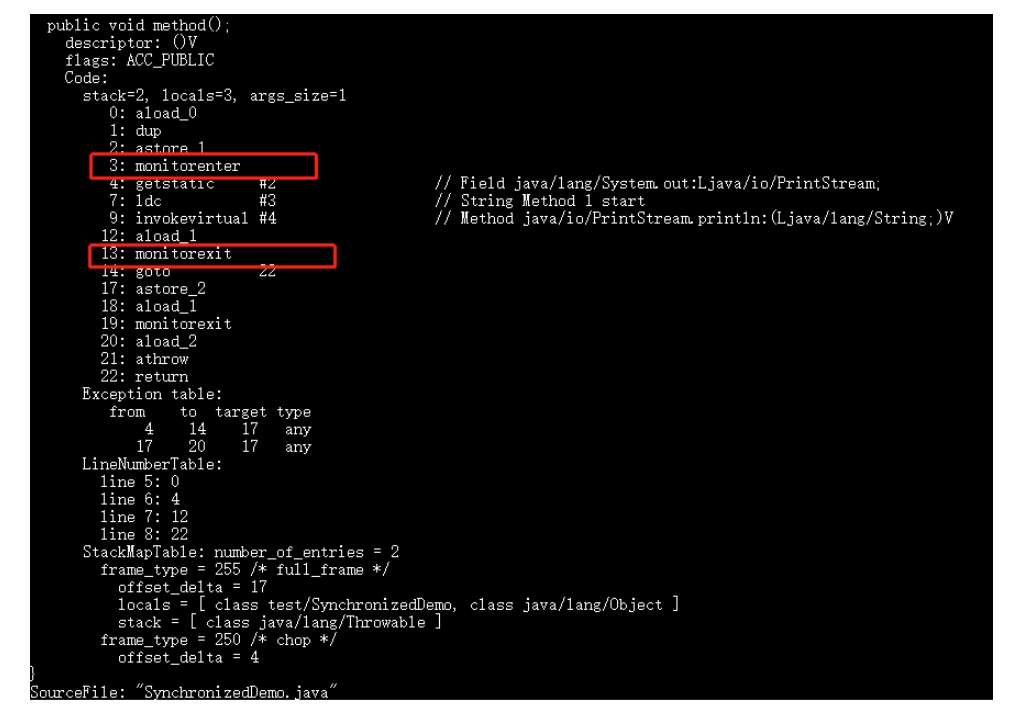 public void method();
descriptor: ()V
flags: ACC_PUBLIC
Code:
stack=2, locals=3, args_size=1
0: aload_0
1: dup
2: astore_1
3: monitorenter
4: getstatic #2 // Field java/lang/System.out:Ljava/io/PrintStream;
7: ldc #3 // String Method 1 start
9: invokevirtual #4 // Method java/io/PrintStream.println:(Ljava/lang/String;)V
12: aload_1
13: monitorexit
14: goto 22
17: astore_2
18: aload_1
19: monitorexit
20: aload_2
21: athrow
22: return
Exception table:
from to target type
4 14 17 any
17 20 17 any
LineNumberTable:
line 5: 0
line 6: 4
line 7: 12
line 8: 22
StackMapTable: number_of_entries = 2
frame_type = 255 /* full_frame */
offset_delta = 17
locals = [ class test/SynchronizedDemo, class java/lang/Object ]
stack = [ class java/lang/Throwable ]
frame_type = 250 /* chop */
offset_delta = 4
}
SourceFile: "SynchronizedDemo.java"